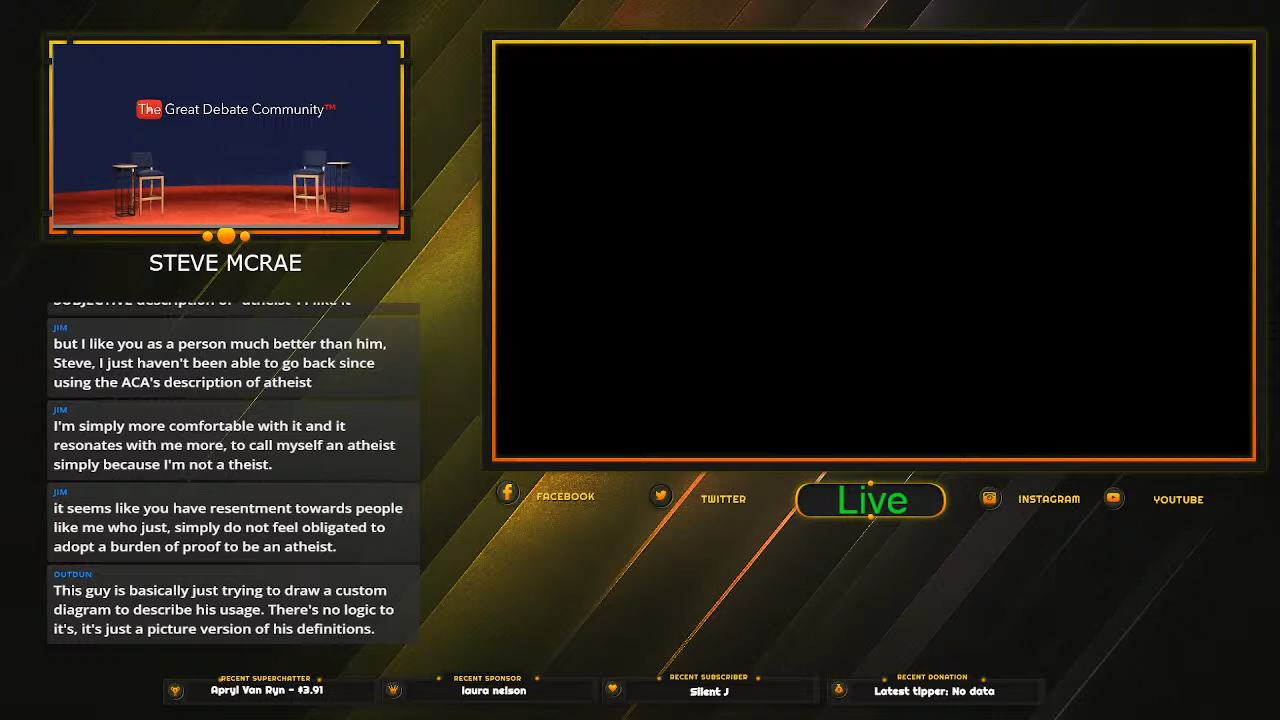 The Great Debate Community™
STEVE MCRAE
SUBJECTIVE description of "atheist". I like it
JIM
but I like you as a person much better than him,
Steve, I just haven't been able to go back since
using the ACA's description of atheist
JIM
I'm simply more comfortable with it and it
resonates with me more, to call myself an atheist
simply because I'm not a theist.
JIM
it seems like you have resentment towards people
like me who just, simply do not feel obligated to
adopt a burden of proof to be an atheist.
OUTDUN
This guy is basically just trying to draw a custom
diagram to describe his usage. There's no logic to
it's, it's just a picture version of his definitions.
FACEBOOK
TWITTER
Live
INSTAGRAM
YOUTUBE
RECENT SUPERCHATTER
Apryl Van Ryn - $3.91
RECENT SPONSOR
laura nelson
RECENT SUBSCRIBER
Silent J
RECENT DONATION
Latest tipper: No data